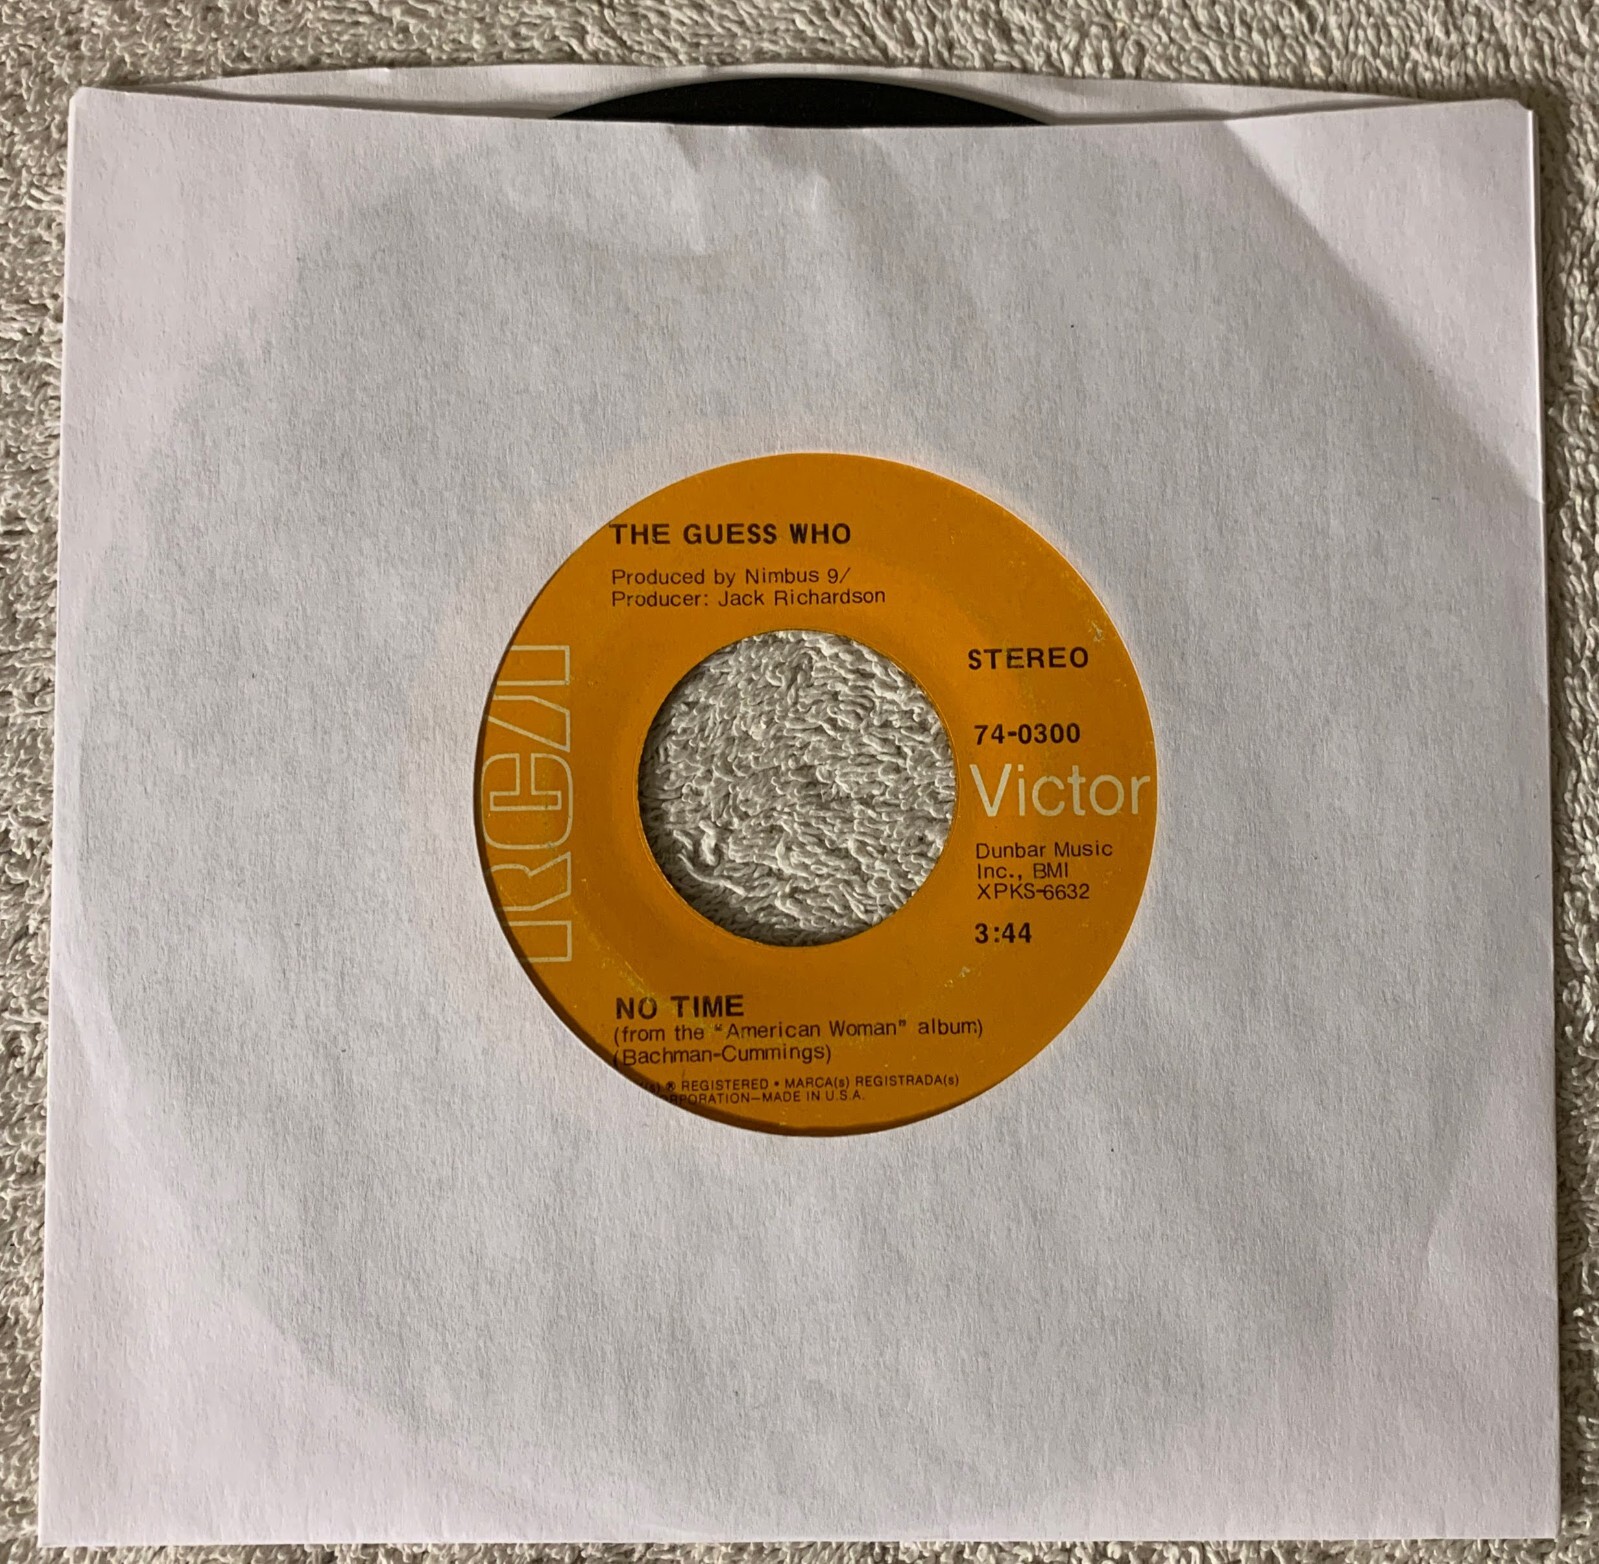 THE GUESS WHO
Produced by Nimbus 9/
Producer: Jack Richardson
RCA
STEREO
74-0300
Victor
Dunbar Music
Inc., BMI
XPKS-6632
3:44
NO TIME
(from the "American Woman" album)
(Bachman-Cummings)
® REGISTERED • MARCA(s) REGISTRADA(s)
—MADE IN U.S.A.